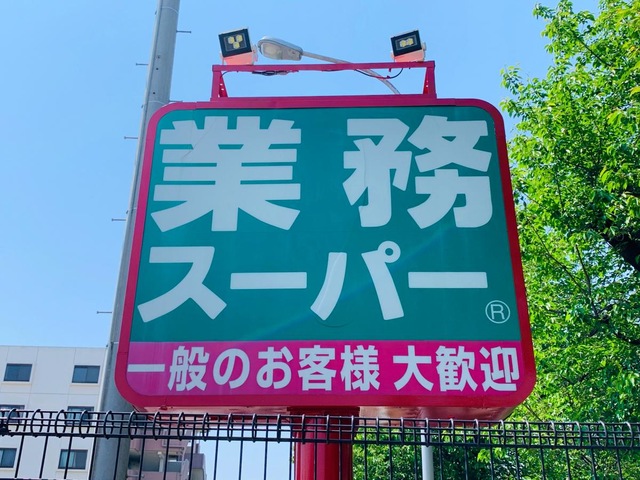 業務
スーパー®
一般のお客様 大歓迎